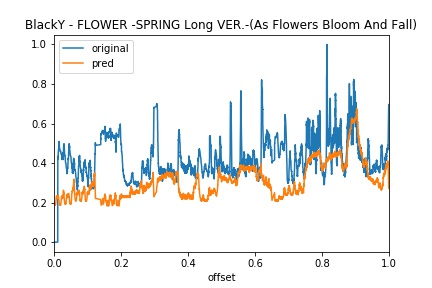 BlackY - FLOWER -SPRING Long VER.-(As Flowers Bloom And Fall)
original
pred
1.0
0.8
0.6
0.4
0.2
0.0
0.0 0.2 0.4 0.6 0.8 1.0
offset